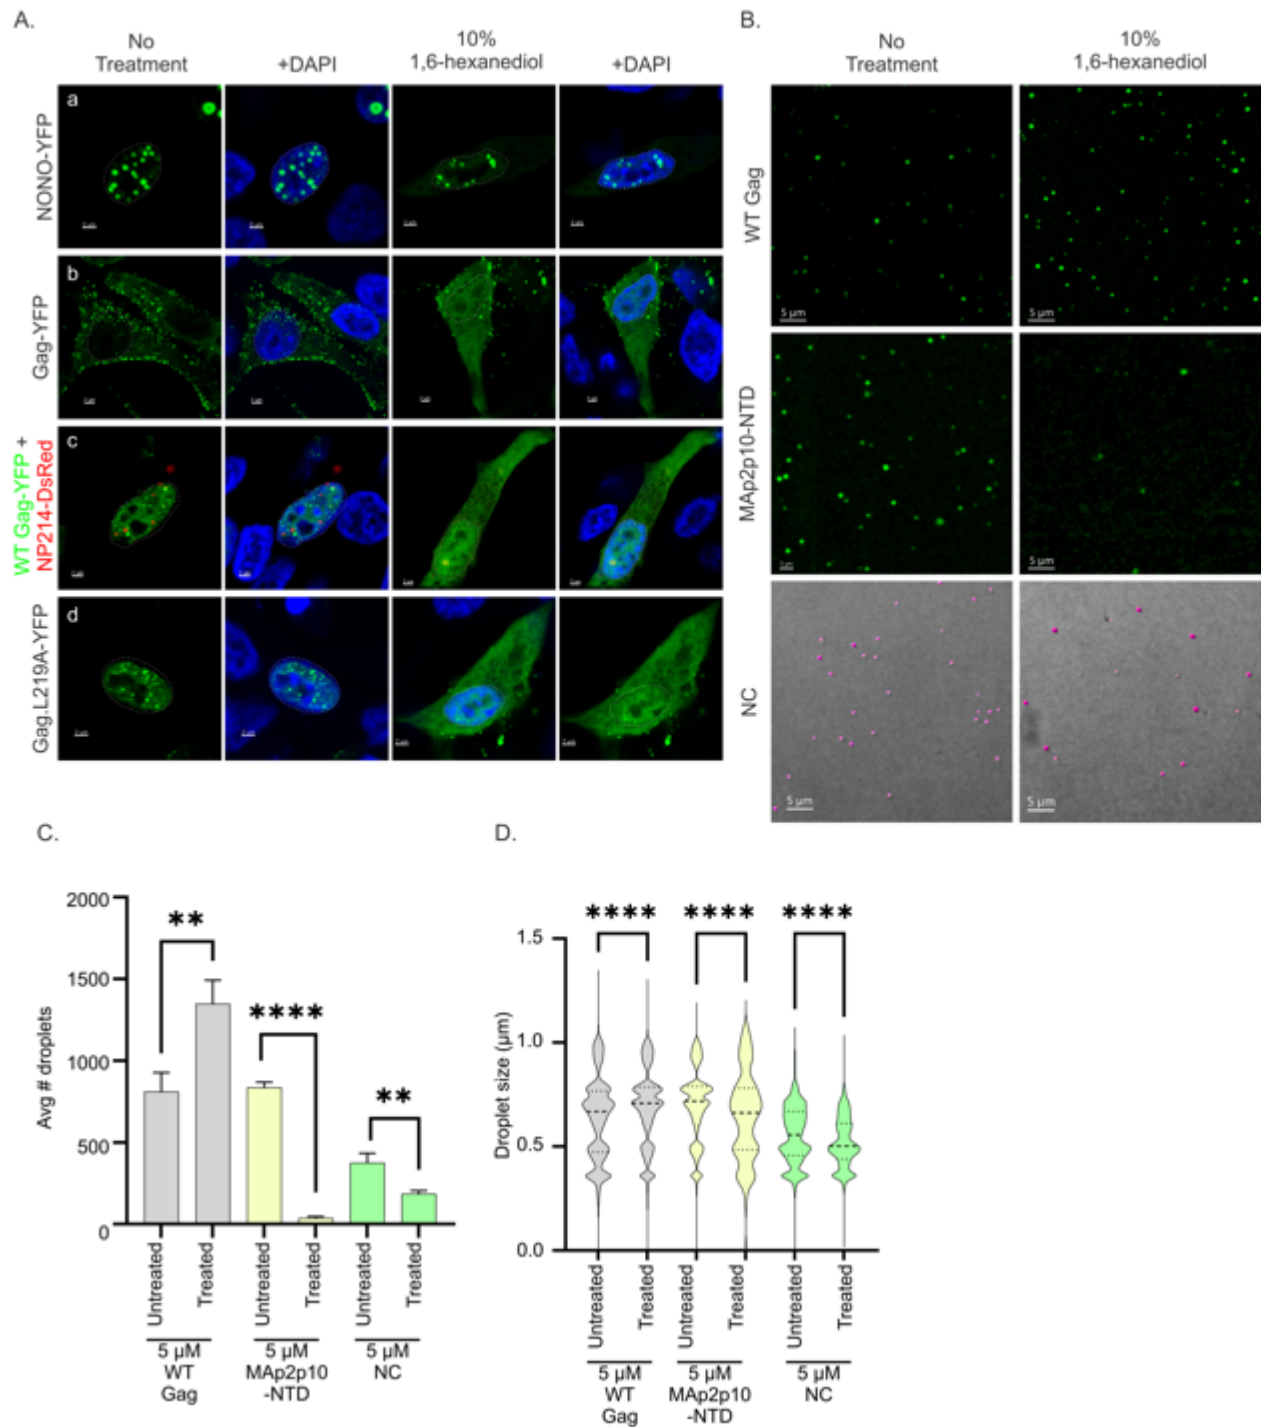 A.
No
Treatment
+DAPI
10%
1,6-hexanediol
+DAPI
NONO-YFP
a
Gag-YFP
b
WT Gag-YFP +
NP214-DsRed
c
Gag.L219A-YFP
d
B.
No
Treatment
10%
1,6-hexanediol
WT Gag
5 µm
5 µm
MAp2p10-NTD
5 µm
NC
5 µm
5 µm
C.
Avg # droplets
2000
1500
1000
500
0
**
****
**
Untreated
Treated
Untreated
Treated
Untreated
Treated
5 µM
WT
Gag
5 µM
MAp2p10
-NTD
5 µM
NC
D.
Droplet size (µm)
1.5
1.0
0.5
0.0
****
****
****
Untreated
Treated
Untreated
Treated
Untreated
Treated
5 µM
WT
Gag
5 µM
MAp2p10
-NTD
5 µM
NC